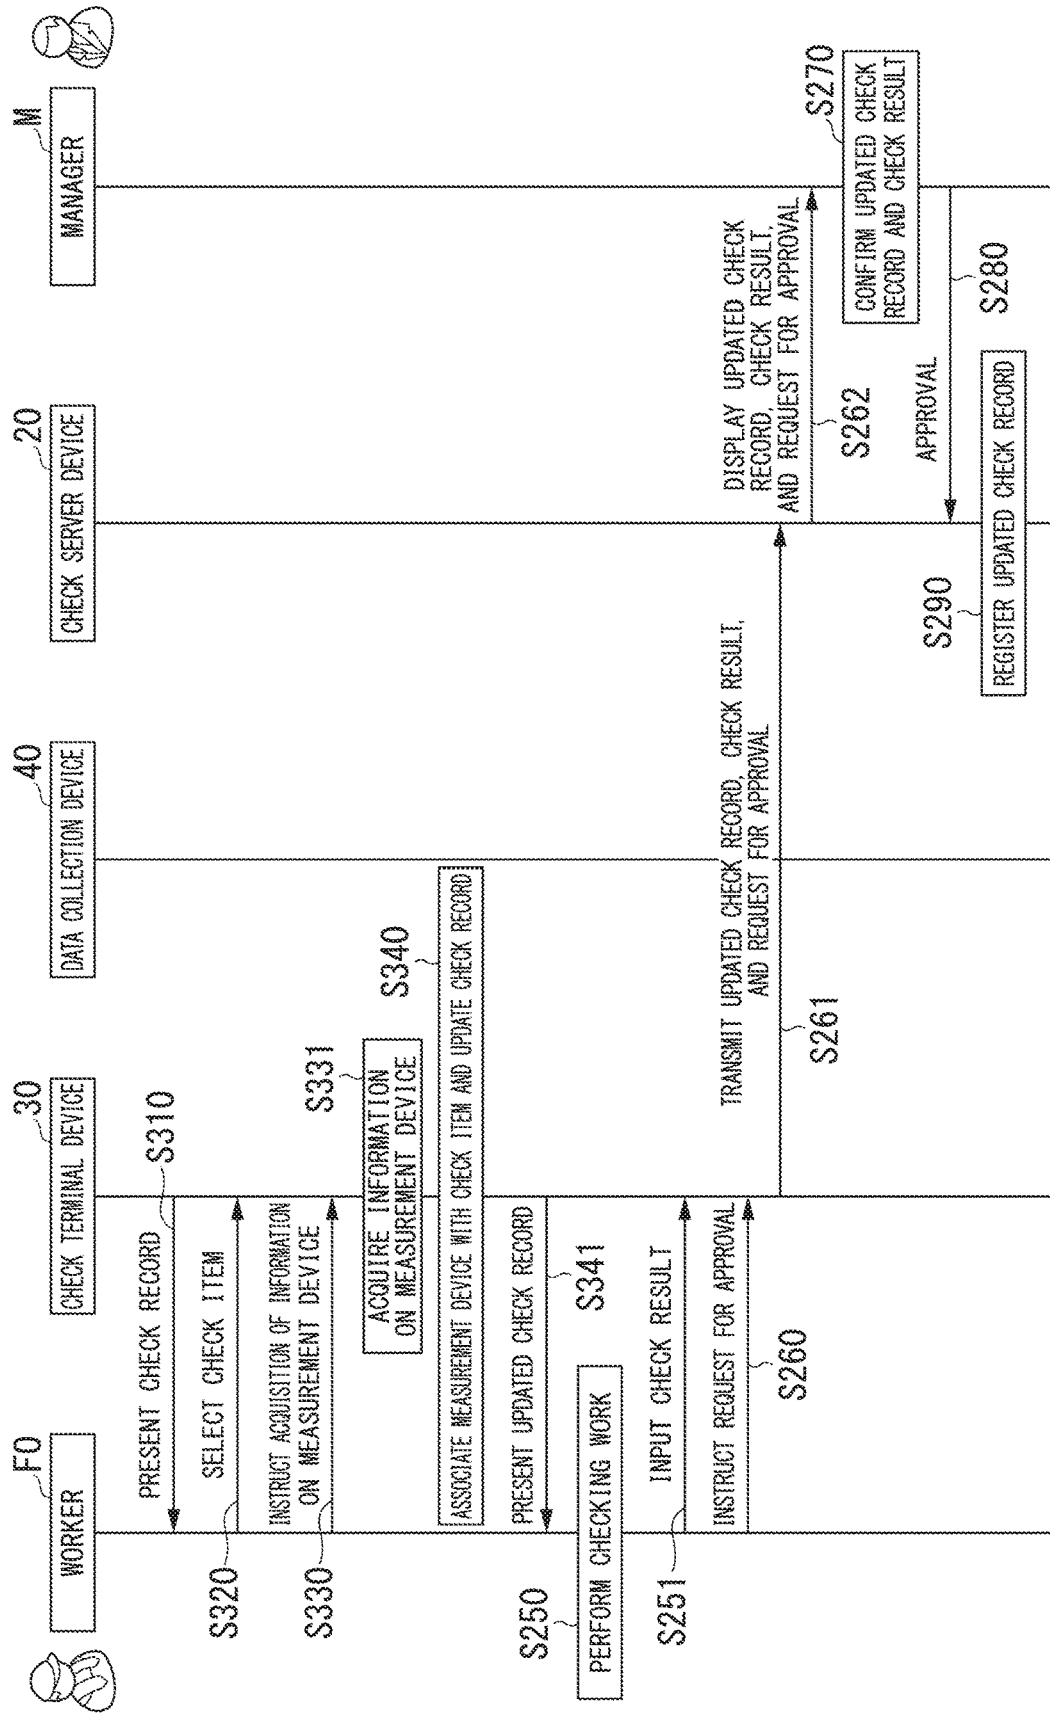 FO
WORKER
30
CHECK TERMINAL DEVICE
40
DATA COLLECTION DEVICE
20
CHECK SERVER DEVICE
M
MANAGER
PRESENT CHECK RECORD
S310
SELECT CHECK ITEM
S320
INSTRUCT ACQUISITION OF INFORMATION
ON MEASUREMENT DEVICE
S330
S331
ACQUIRE INFORMATION
ON MEASUREMENT DEVICE
S340
ASSOCIATE MEASUREMENT DEVICE WITH CHECK ITEM AND UPDATE CHECK RECORD
PRESENT UPDATED CHECK RECORD
S341
S250
PERFORM CHECKING WORK
INPUT CHECK RESULT
S251
INSTRUCT REQUEST FOR APPROVAL
S260
TRANSMIT UPDATED CHECK RECORD, CHECK RESULT,
AND REQUEST FOR APPROVAL
S261
DISPLAY UPDATED CHECK
RECORD, CHECK RESULT,
AND REQUEST FOR APPROVAL
S262
S270
CONFIRM UPDATED CHECK
RECORD AND CHECK RESULT
APPROVAL
S280
S290
REGISTER UPDATED CHECK RECORD